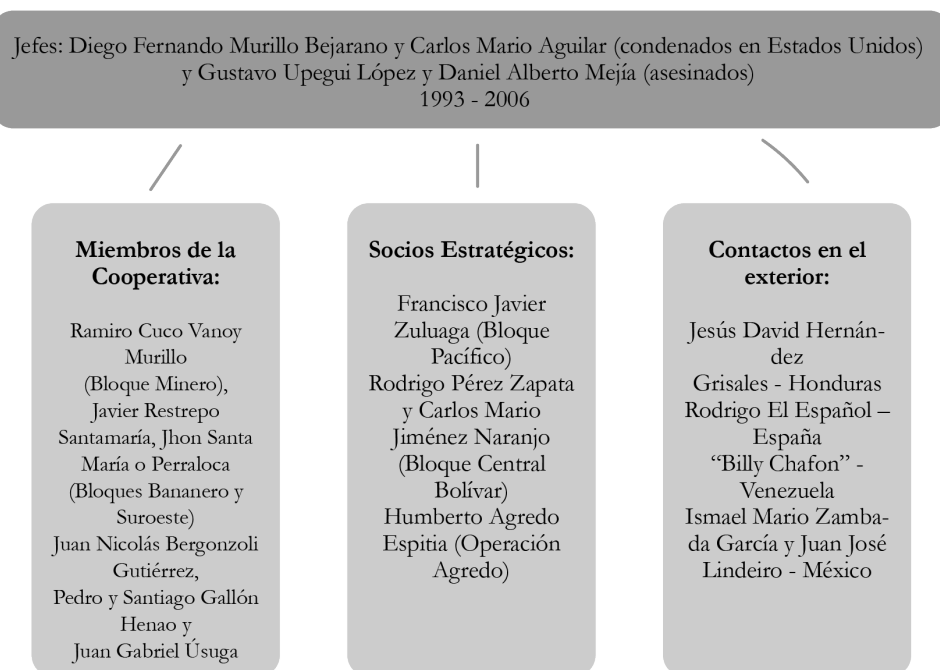 Jefes: Diego Fernando Murillo Bejarano y Carlos Mario Aguilar (condenados en Estados Unidos)
y Gustavo Upegui López y Daniel Alberto Mejía (asesinados)
1993 - 2006
Miembros de la
Cooperativa:
Ramiro Cuco Vanoy
Murillo
(Bloque Minero),
Javier Restrepo
Santamaría, Jhon Santa
María o Perraloca
(Bloques Bananero y
Suroeste)
Juan Nicolás Bergonzoli
Gutiérrez,
Pedro y Santiago Gallón
Henao y
Juan Gabriel Úsuga
Socios Estratégicos:
Francisco Javier
Zuluaga (Bloque
Pacífico)
Rodrigo Pérez Zapata
y Carlos Mario
Jiménez Naranjo
(Bloque Central
Bolívar)
Humberto Agredo
Espitia (Operación
Agredo)
Contactos en el
exterior:
Jesús David Hernán-
dez
Grisales - Honduras
Rodrigo El Español –
España
“Billy Chafon” -
Venezuela
Ismael Mario Zamba-
da García y Juan José
Lindeiro - México